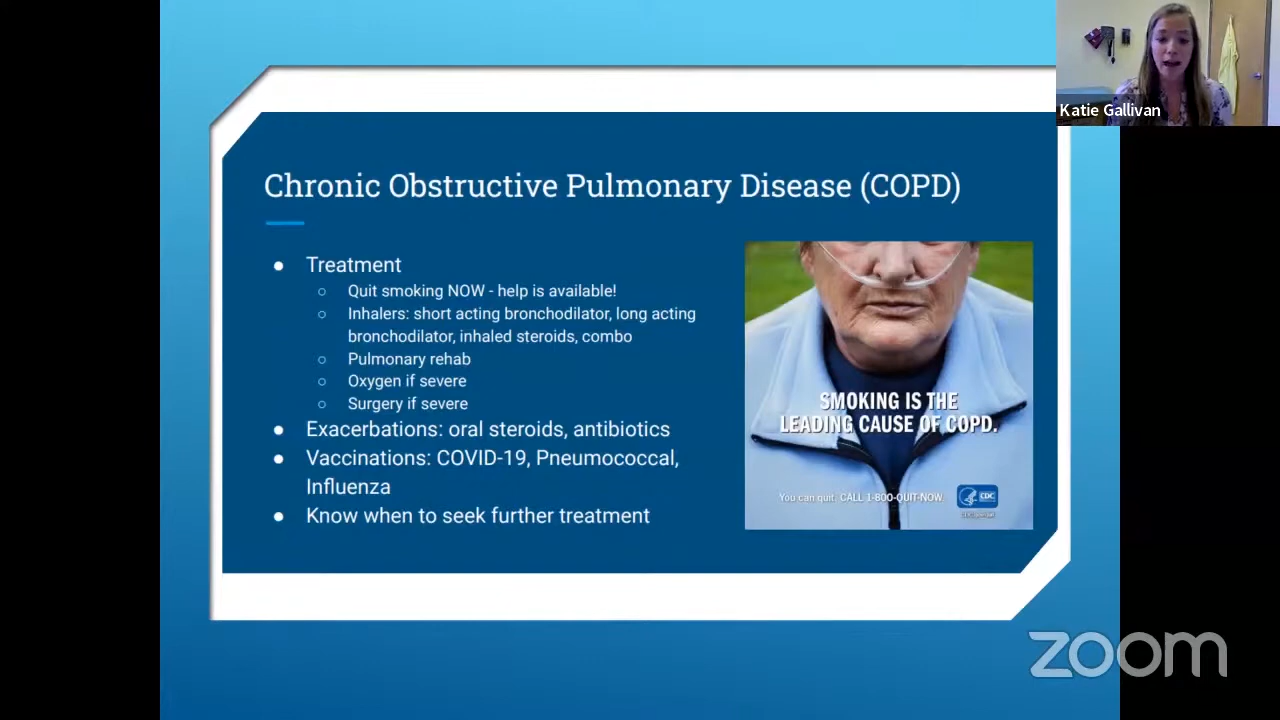 Katie Gallivan
Chronic Obstructive Pulmonary Disease (COPD)
● Treatment
○ Quit smoking NOW - help is available!
○ Inhalers: short acting bronchodilator, long acting
bronchodilator, inhaled steroids, combo
○ Pulmonary rehab
○ Oxygen if severe
○ Surgery if severe
● Exacerbations: oral steroids, antibiotics
● Vaccinations: COVID-19, Pneumococcal,
Influenza
● Know when to seek further treatment
SMOKING IS THE
LEADING CAUSE OF COPD.
You can quit. CALL 1-800-QUIT-NOW.
CDC
zoom